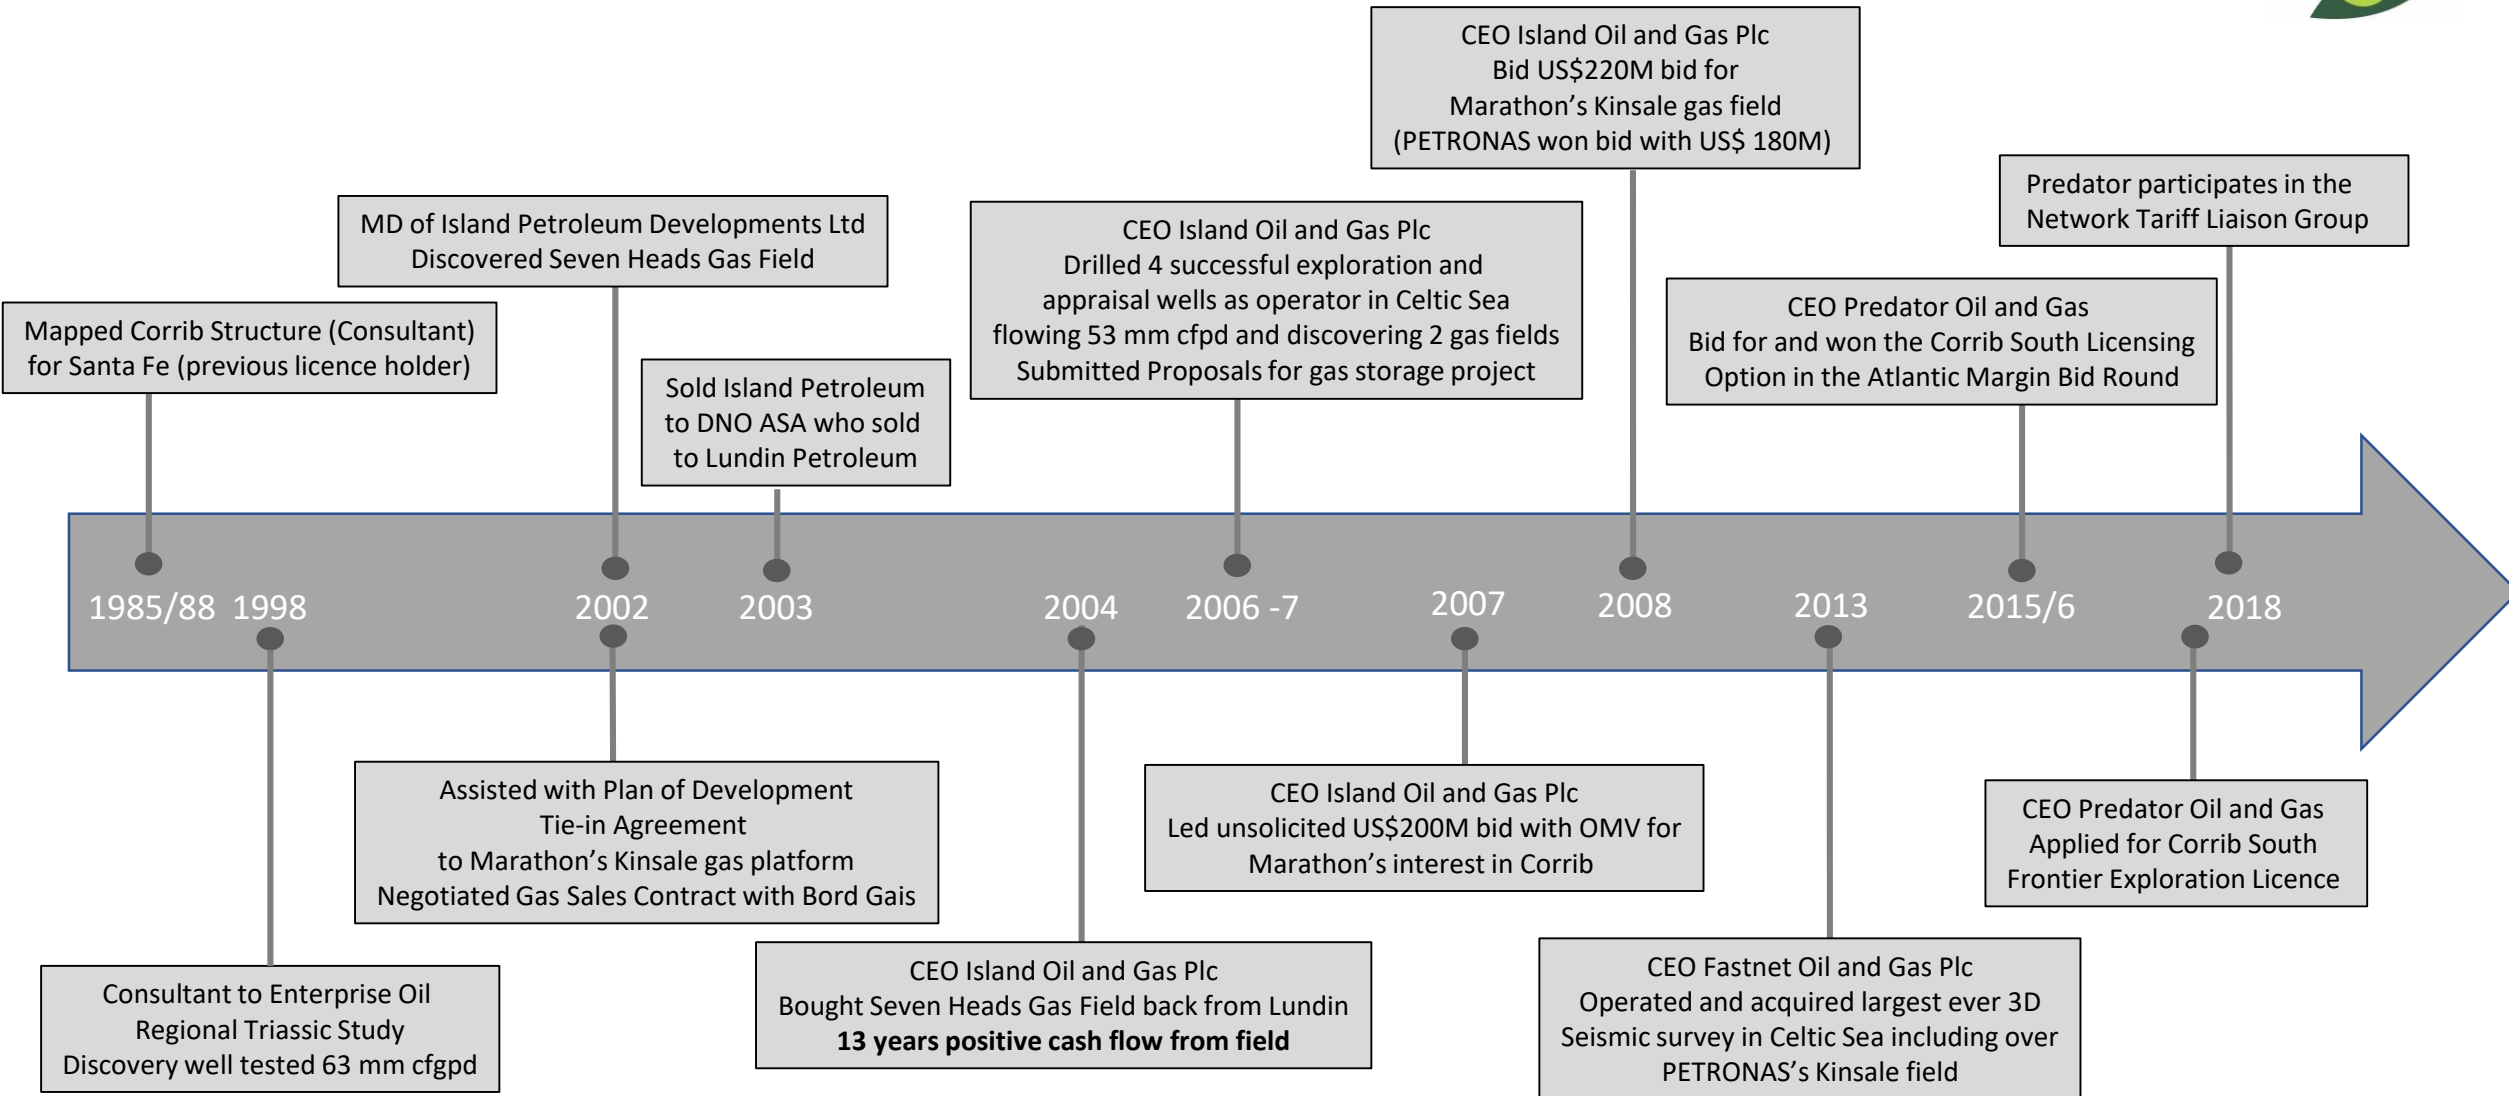 CEO Island Oil and Gas Plc
Bid US$220M bid for
Marathon’s Kinsale gas field
(PETRONAS won bid with US$ 180M)
Predator participates in the
Network Tariff Liaison Group
MD of Island Petroleum Developments Ltd
Discovered Seven Heads Gas Field
CEO Island Oil and Gas Plc
Drilled 4 successful exploration and
appraisal wells as operator in Celtic Sea
flowing 53 mm cfpd and discovering 2 gas fields
Submitted Proposals for gas storage project
CEO Predator Oil and Gas
Bid for and won the Corrib South Licensing
Option in the Atlantic Margin Bid Round
Mapped Corrib Structure (Consultant)
for Santa Fe (previous licence holder)
Sold Island Petroleum
to DNO ASA who sold
to Lundin Petroleum
1985/88 1998 2002 2003 2004 2006 -7 2007 2008 2013 2015/6 2018
Assisted with Plan of Development
Tie-in Agreement
to Marathon’s Kinsale gas platform
Negotiated Gas Sales Contract with Bord Gais
CEO Island Oil and Gas Plc
Led unsolicited US$200M bid with OMV for
Marathon’s interest in Corrib
CEO Predator Oil and Gas
Applied for Corrib South
Frontier Exploration Licence
Consultant to Enterprise Oil
Regional Triassic Study
Discovery well tested 63 mm cfgpd
CEO Island Oil and Gas Plc
Bought Seven Heads Gas Field back from Lundin
13 years positive cash flow from field
CEO Fastnet Oil and Gas Plc
Operated and acquired largest ever 3D
Seismic survey in Celtic Sea including over
PETRONAS’s Kinsale field